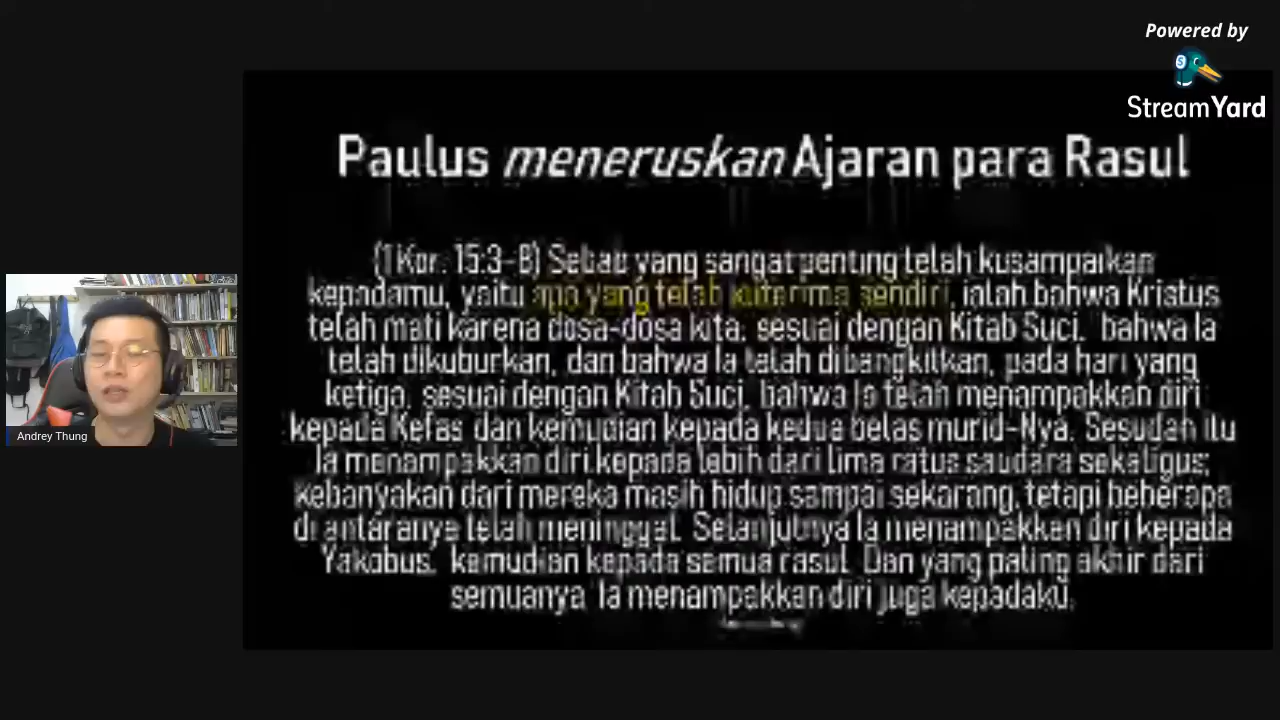 Powered by
StreamYard
Paulus meneruskan Ajaran para Rasul
(1 Kor. 15:3-8) Sebab yang sangat penting telah kusampaikan
kepadamu, yaitu apa yang telah kuterima sendiri, ialah bahwa Kristus
telah mati karena dosa-dosa kita, sesuai dengan Kitab Suci, bahwa Ia
telah dikuburkan, dan bahwa Ia telah dibangkitkan, pada hari yang
ketiga, sesuai dengan Kitab Suci, bahwa Ia telah menampakkan diri
kepada Kefas dan kemudian kepada kedua belas murid-Nya. Sesudah itu
Ia menampakkan diri kepada lebih dari lima ratus saudara sekaligus;
kebanyakan dari mereka masih hidup sampai sekarang, tetapi beberapa
di antaranya telah meninggal. Selanjutnya Ia menampakkan diri kepada
Yakobus, kemudian kepada semua rasul. Dan yang paling akhir dari
semuanya Ia menampakkan diri juga kepadaku.
Andrey Thung